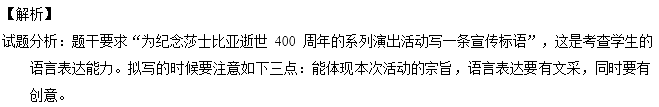 【解析】
试题分析：题干要求“为纪念莎士比亚逝世 400 周年的系列演出活动写一条宣传标语”，这是考查学生的
语言表达能力。拟写的时候要注意如下三点：能体现本次活动的宗旨，语言表达要有文采，同时要有
创意。